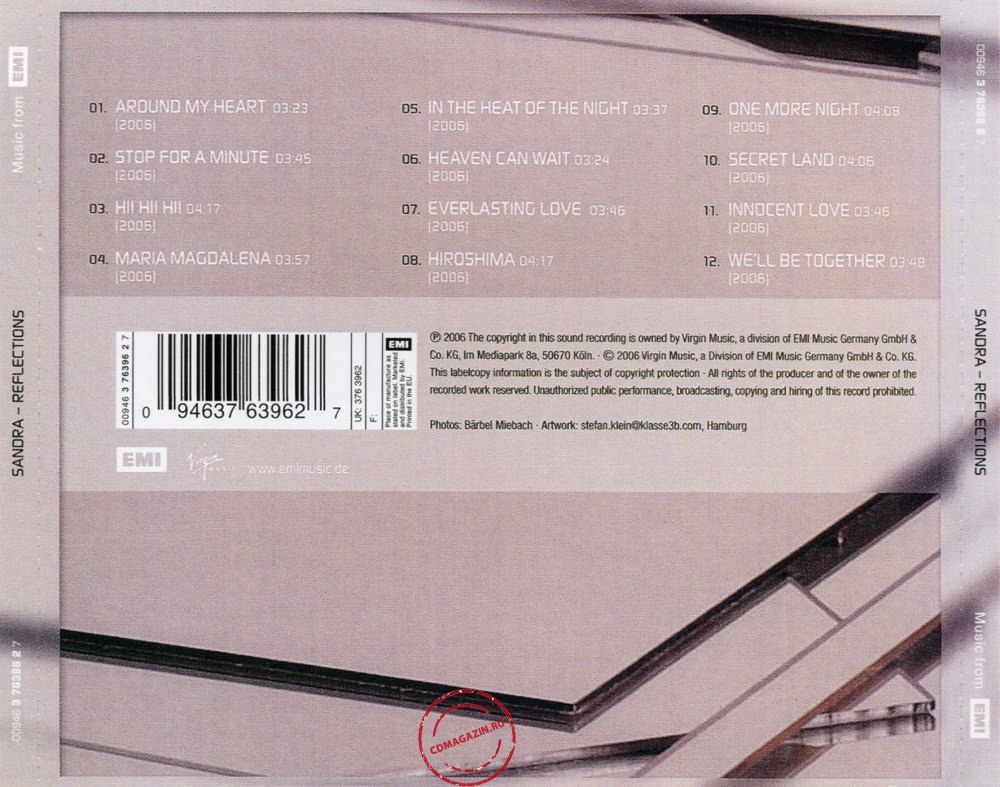 Music from EMI
SANDRA – REFLECTIONS
00946 3 76396 2 7
01. AROUND MY HEART 03:23
(2006)
02. STOP FOR A MINUTE 03:45
(2006)
03. HI! HI! HI! 04:17
(2006)
04. MARIA MAGDALENA 03:57
(2006)
05. IN THE HEAT OF THE NIGHT 03:37
(2006)
06. HEAVEN CAN WAIT 03:24
(2006)
07. EVERLASTING LOVE 03:46
(2006)
08. HIROSHIMA 04:17
(2006)
09. ONE MORE NIGHT 04:08
(2006)
10. SECRET LAND 04:06
(2006)
11. INNOCENT LOVE 03:46
(2006)
12. WE'LL BE TOGETHER 03:48
(2006)
00946 3 76396 2 7
0 94637 63962 7
UK: 376 3962
F:
EMI
Place of manufacture as
stated on label. Marketed
and distributed by EMI.
Printed in the EU.
℗ 2006 The copyright in this sound recording is owned by Virgin Music, a division of EMI Music Germany GmbH &
Co. KG, Im Mediapark 8a, 50670 Köln. · © 2006 Virgin Music, a Division of EMI Music Germany GmbH & Co. KG.
This labelcopy information is the subject of copyright protection · All rights of the producer and of the owner of the
recorded work reserved. Unauthorized public performance, broadcasting, copying and hiring of this record prohibited.
Photos: Bärbel Miebach · Artwork: stefan.klein@klasse3b.com, Hamburg
EMI
Virgin
MUSIC
www.emimusic.de
CDMAGAZIN.RU
00946 3 76396 2 7
SANDRA – REFLECTIONS
Music from EMI